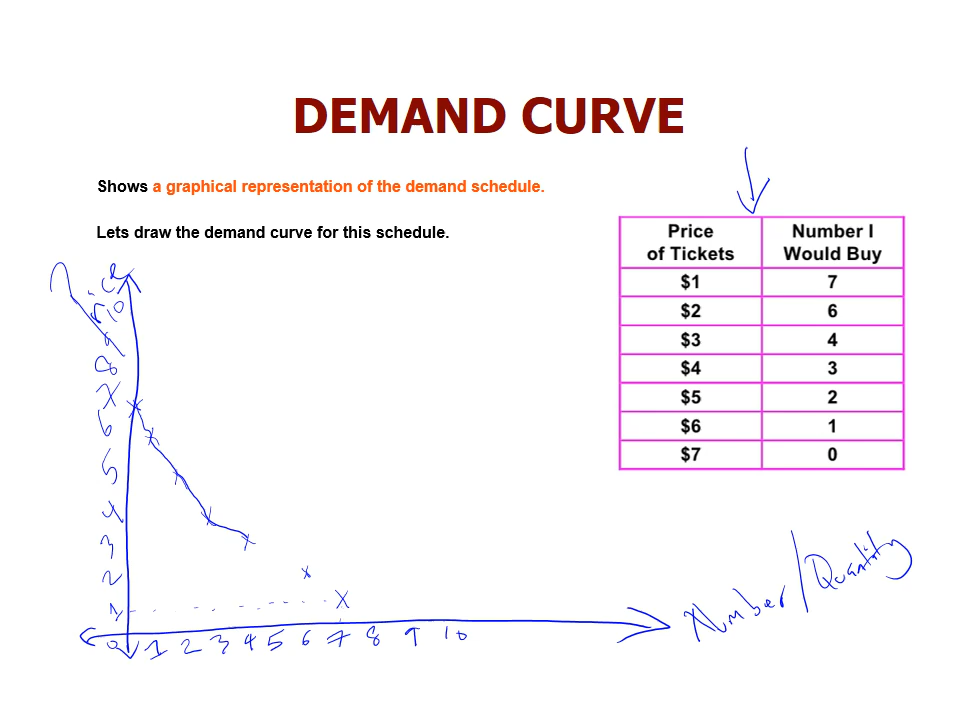 DEMAND CURVE
Shows a graphical representation of the demand schedule.
Lets draw the demand curve for this schedule.
Price of Tickets Number I Would Buy
$1 7
$2 6
$3 4
$4 3
$5 2
$6 1
$7 0
Price
10
9
8
7
6
5
4
3
2
1
0 1 2 3 4 5 6 7 8 9 10
Number/Quantity